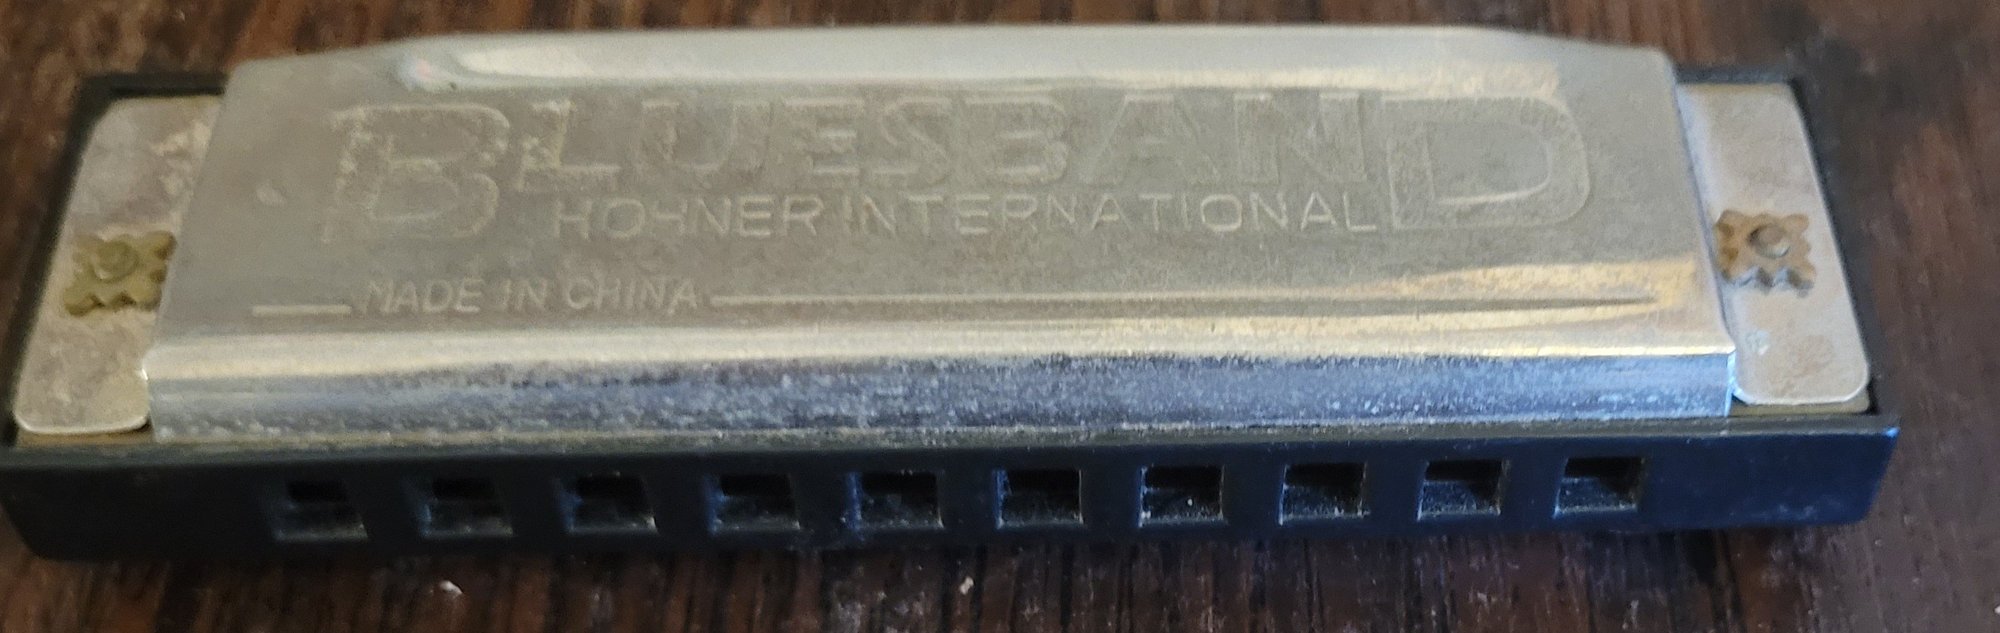 BLUESBAND
HOHNER INTERNATIONAL
MADE IN CHINA